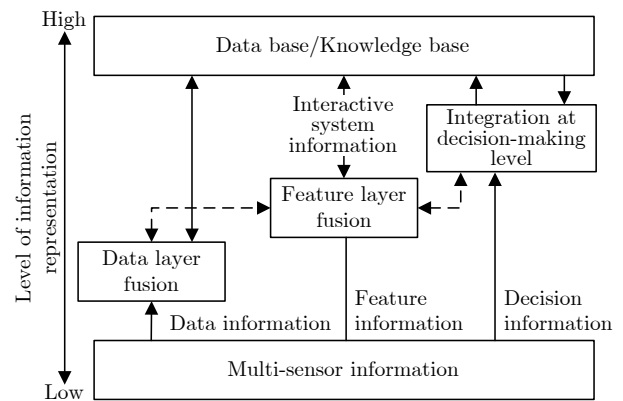 High
Data base/Knowledge base
Interactive
system
information
Integration at
decision-making
level
Level of information
representation
Feature layer
fusion
Data layer
fusion
Data information
Feature
information
Decision
information
Multi-sensor information
Low